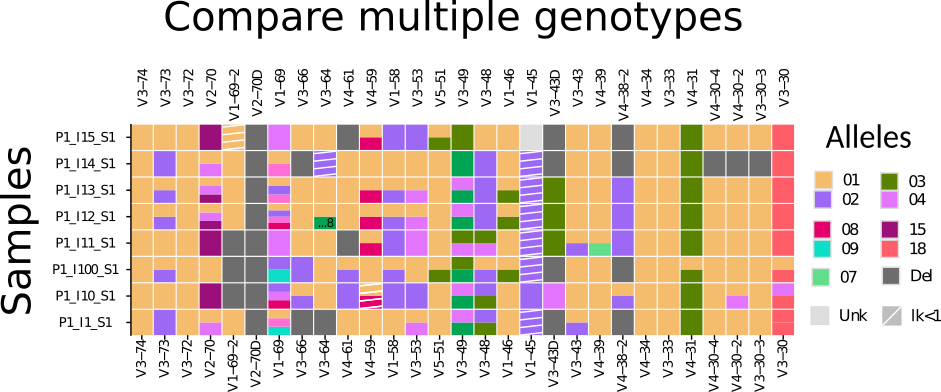 Compare multiple genotypes
V3-74 V3-73 V3-72 V2-70 V1-69-2 V2-70D V1-69 V3-66 V3-64 V4-61 V4-59 V1-58 V3-53 V5-51 V3-49 V3-48 V1-46 V1-45 V3-43D V3-43 V4-39 V4-38-2 V4-34 V3-33 V4-31 V4-30-4 V4-30-2 V3-30-3 V3-30
Samples
P1_I15_S1
P1_I14_S1
P1_I13_S1
P1_I12_S1
...8
P1_I11_S1
P1_I100_S1
P1_I10_S1
P1_I1_S1
V3-74 V3-73 V3-72 V2-70 V1-69-2 V2-70D V1-69 V3-66 V3-64 V4-61 V4-59 V1-58 V3-53 V5-51 V3-49 V3-48 V1-46 V1-45 V3-43D V3-43 V4-39 V4-38-2 V4-34 V3-33 V4-31 V4-30-4 V4-30-2 V3-30-3 V3-30
Alleles
01 03
02 04
08 15
09 18
07 Del
Unk lk<1